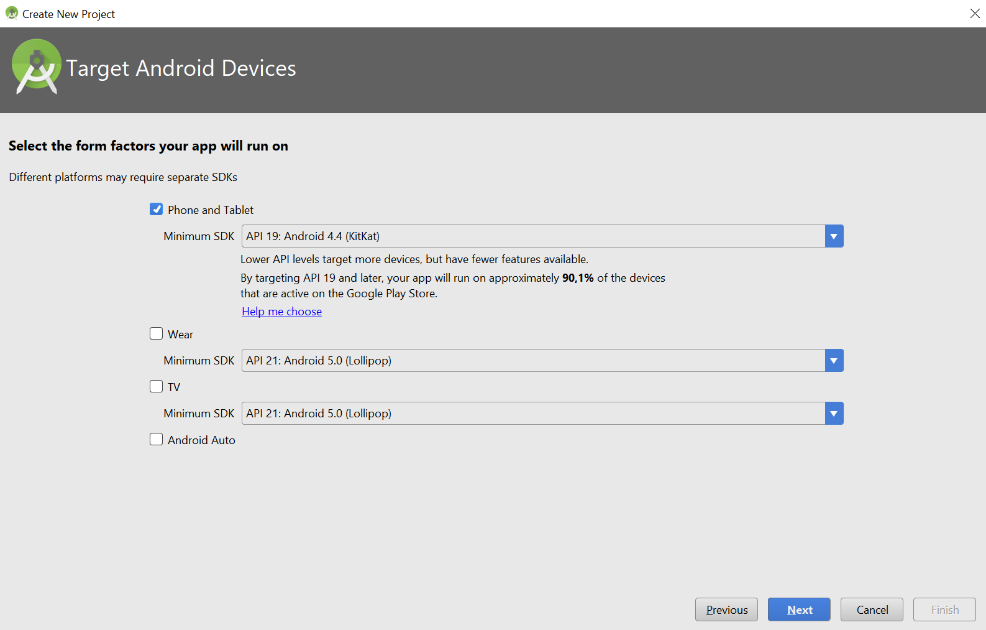 Create New Project
Target Android Devices
Select the form factors your app will run on
Different platforms may require separate SDKs
Phone and Tablet
Minimum SDK API 19: Android 4.4 (KitKat)
Lower API levels target more devices, but have fewer features available.
By targeting API 19 and later, your app will run on approximately 90,1% of the devices
that are active on the Google Play Store.
Help me choose
Wear
Minimum SDK API 21: Android 5.0 (Lollipop)
TV
Minimum SDK API 21: Android 5.0 (Lollipop)
Android Auto
Previous Next Cancel Finish